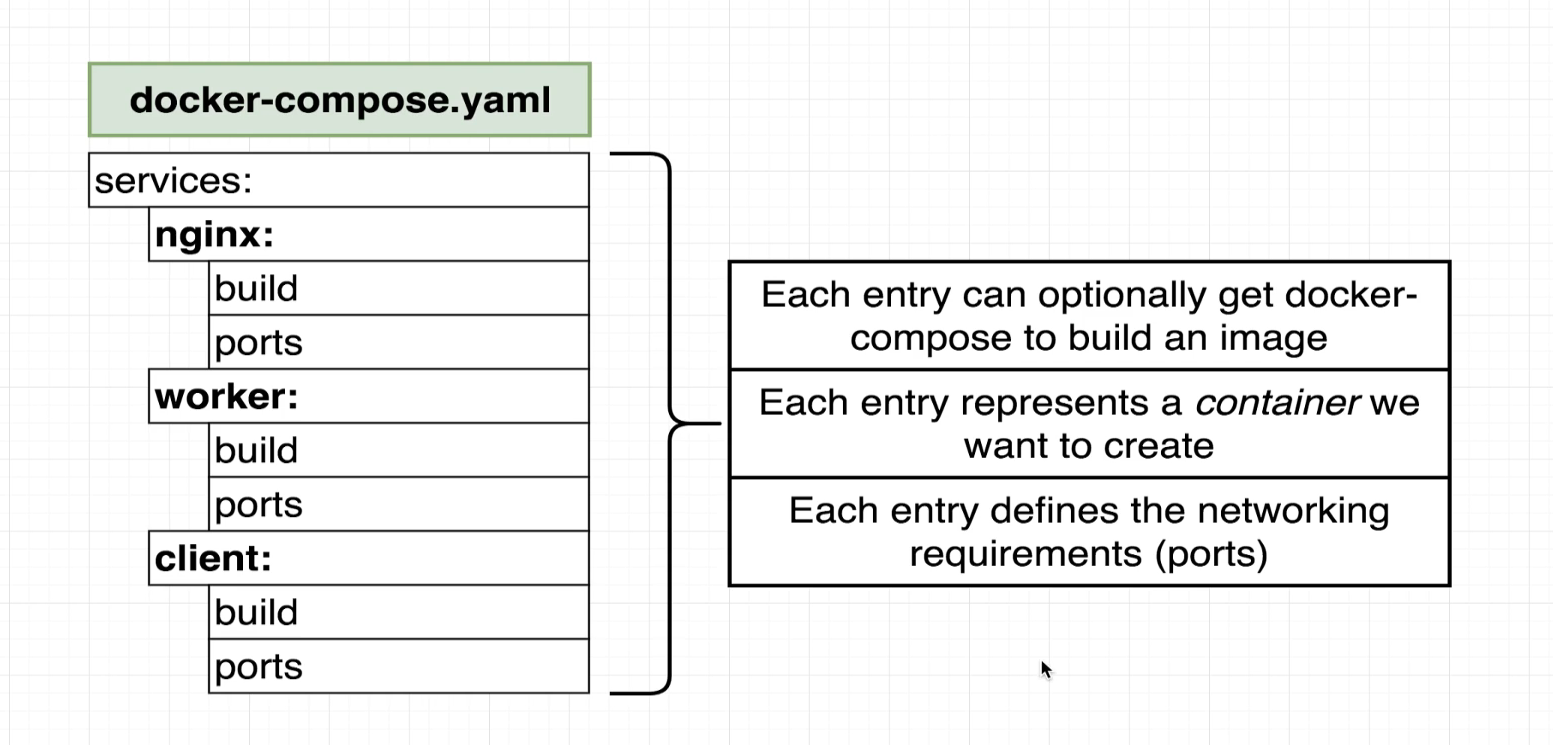 docker-compose.yaml
services:
nginx:
build
ports
worker:
build
ports
client:
build
ports
Each entry can optionally get docker-
compose to build an image
Each entry represents a container we
want to create
Each entry defines the networking
requirements (ports)